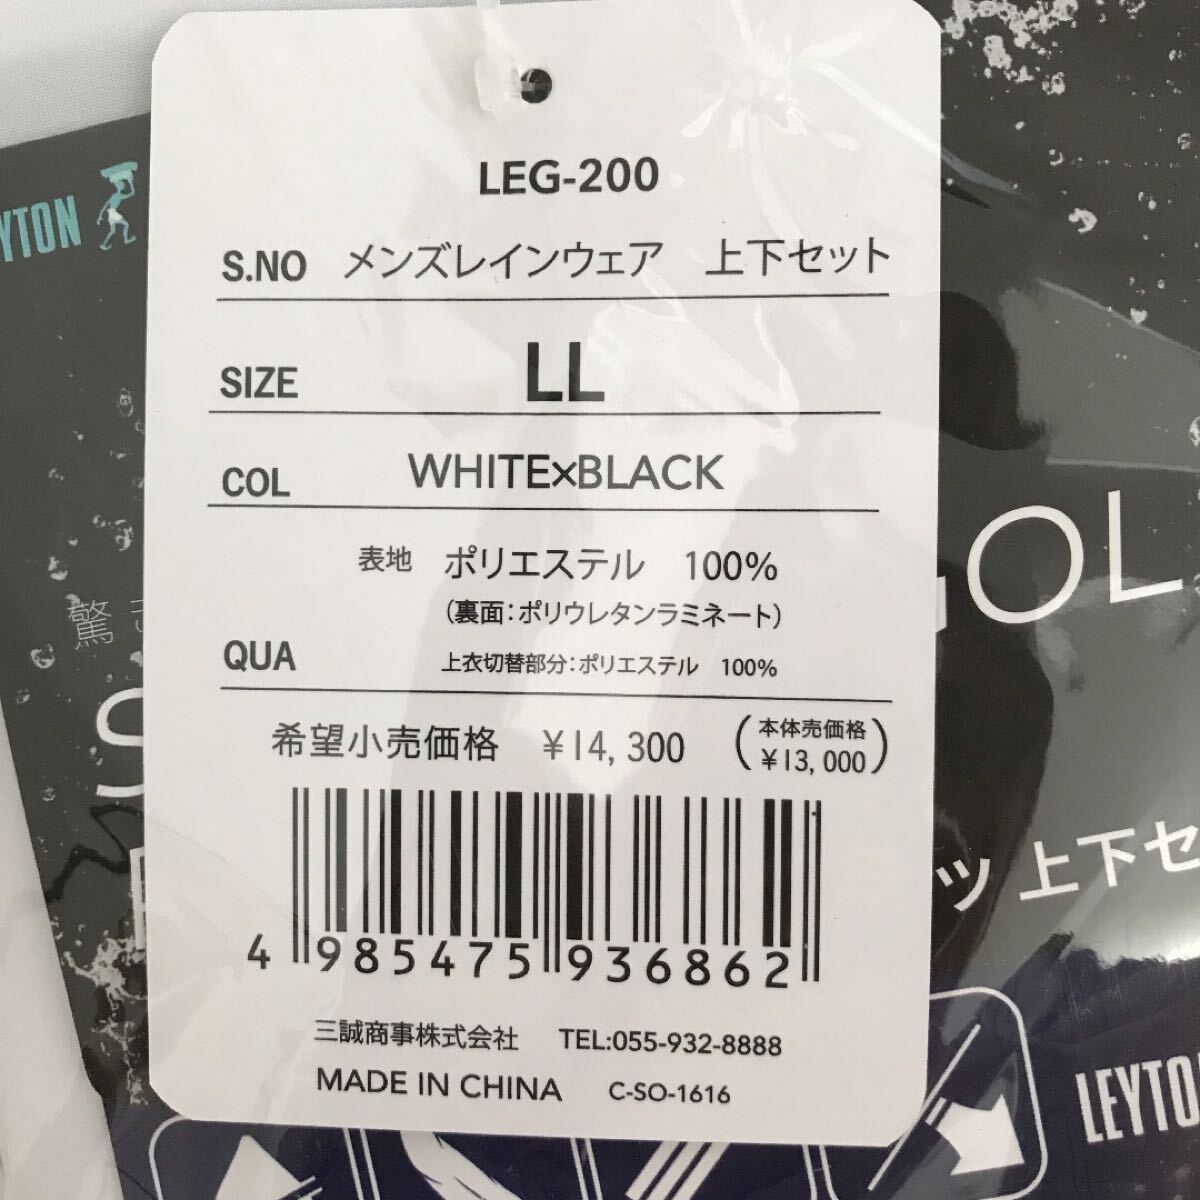 LEG-200
S.NO メンズレインウェア 上下セット
SIZE LL
COL WHITE×BLACK
表地 ポリエステル 100%
(裏面:ポリウレタンラミネート)
QUA 上衣切替部分:ポリエステル 100%
希望小売価格 ¥14,300 (本体売価格 ¥13,000)
4 985475 936862
三誠商事株式会社 TEL:055-932-8888
MADE IN CHINA C-SO-1616
YTON
驚
GOL
ツ 上下セ
LEYTO